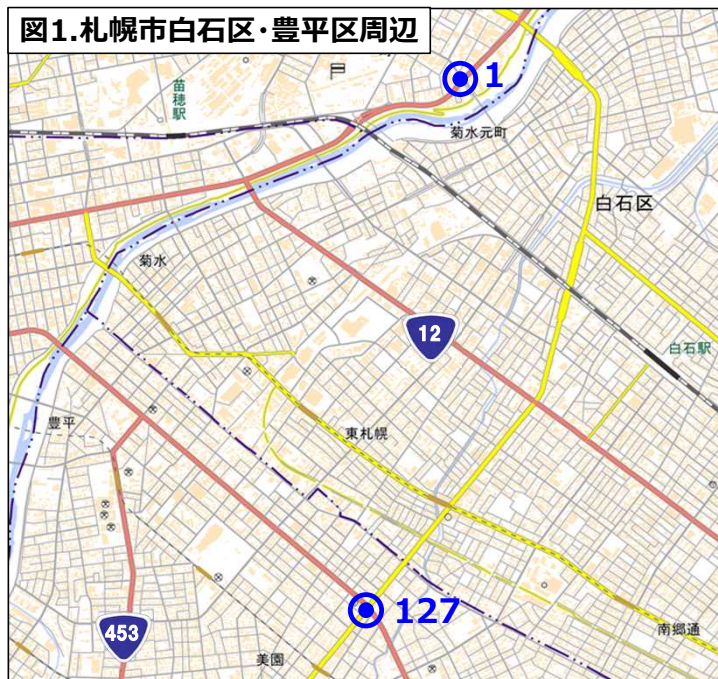 図1.札幌市白石区･豊平区周辺
1
苗穂駅
菊水元町
白石区
菊水
12
白石駅
豊平
東札幌
127
453
美園
南郷通